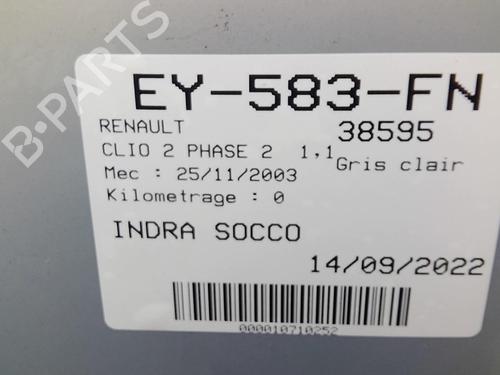 EY-583-FN
RENAULT 38595
CLIO 2 PHASE 2 1,1 Gris clair
Mec : 25/11/2003
Kilometrage : 0
INDRA SOCCO
14/09/2022
000010710252
B-PARTS